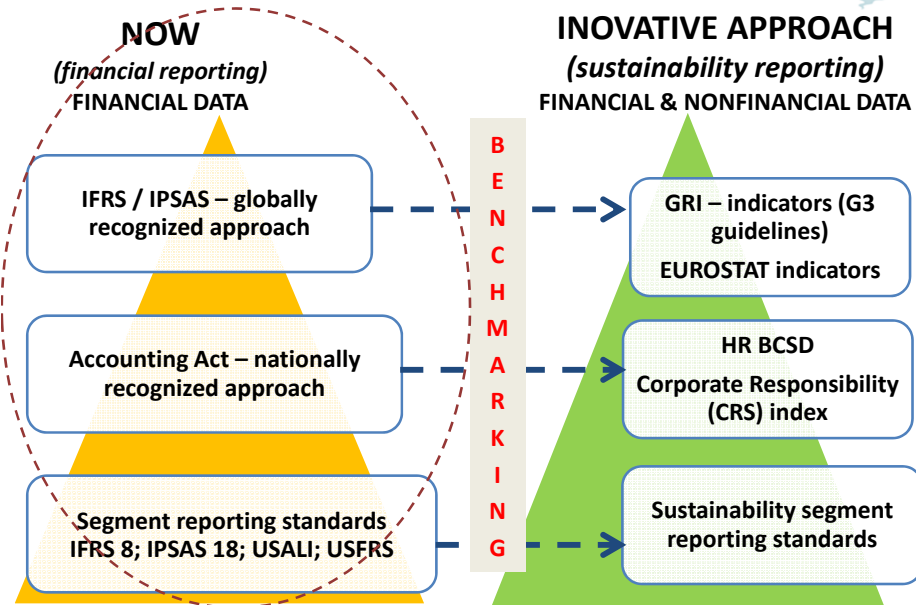 NOW
(financial reporting)
FINANCIAL DATA
IFRS / IPSAS – globally
recognized approach
Accounting Act – nationally
recognized approach
Segment reporting standards
IFRS 8; IPSAS 18; USALI; USFRS
B
E
N
C
H
M
A
R
K
I
N
G
INOVATIVE APPROACH
(sustainability reporting)
FINANCIAL & NONFINANCIAL DATA
GRI – indicators (G3
guidelines)
EUROSTAT indicators
HR BCSD
Corporate Responsibility
(CRS) index
Sustainability segment
reporting standards